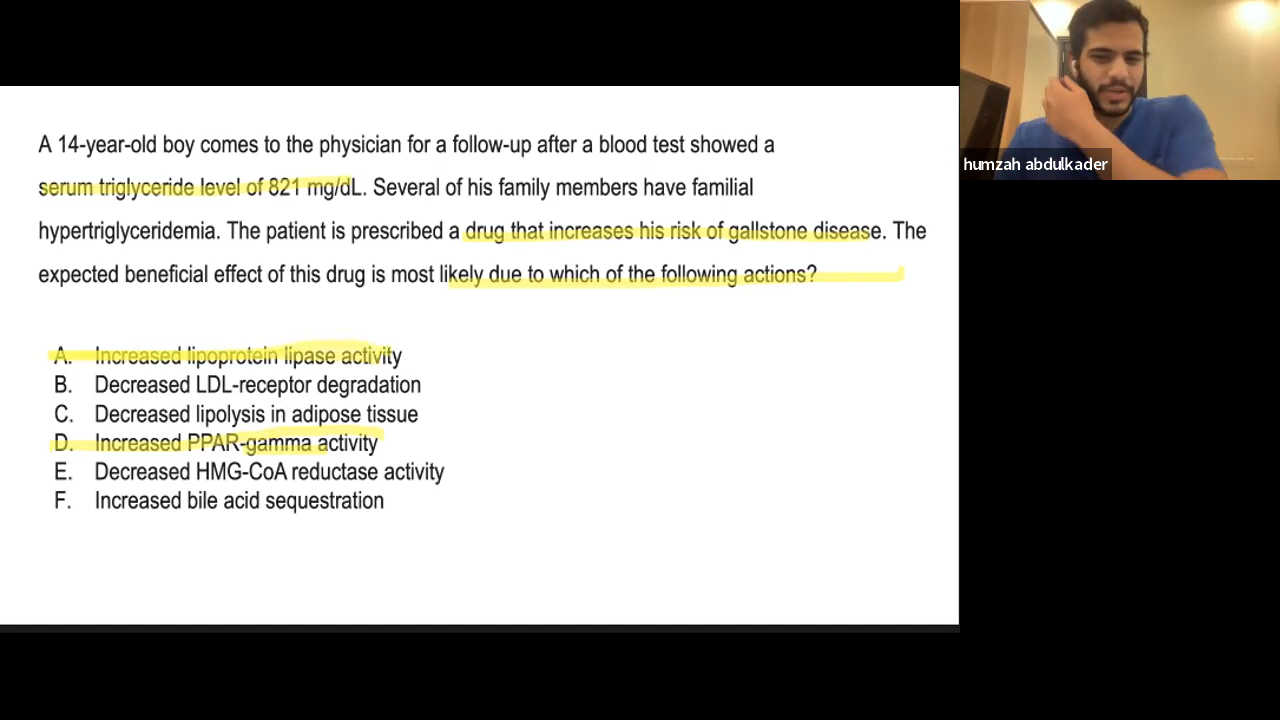 A 14-year-old boy comes to the physician for a follow-up after a blood test showed a
serum triglyceride level of 821 mg/dL. Several of his family members have familial
hypertriglyceridemia. The patient is prescribed a drug that increases his risk of gallstone disease. The
expected beneficial effect of this drug is most likely due to which of the following actions?
A. Increased lipoprotein lipase activity
B. Decreased LDL-receptor degradation
C. Decreased lipolysis in adipose tissue
D. Increased PPAR-gamma activity
E. Decreased HMG-CoA reductase activity
F. Increased bile acid sequestration
humzah abdulkader